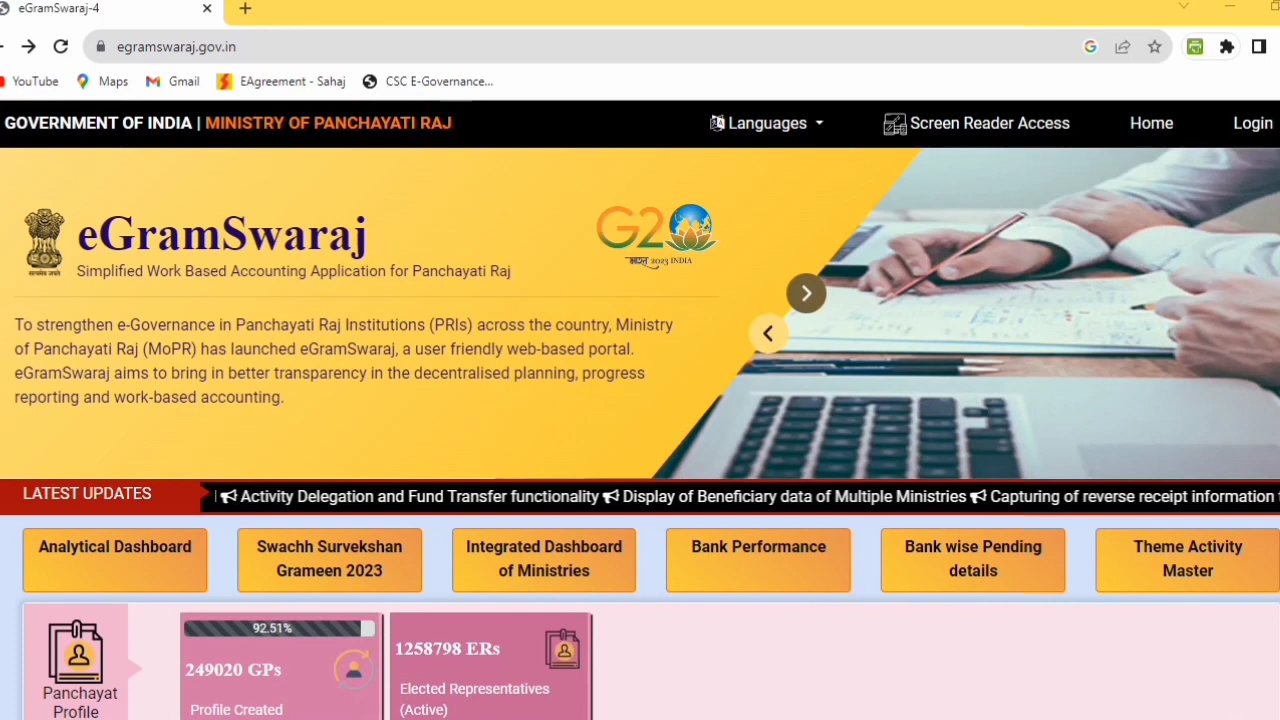 eGramSwaraj-4
egramswaraj.gov.in
YouTube
Maps
Gmail
EAgreement - Sahaj
CSC E-Governance...
GOVERNMENT OF INDIA | MINISTRY OF PANCHAYATI RAJ
Languages
Screen Reader Access
Home
Login
eGramSwaraj
Simplified Work Based Accounting Application for Panchayati Raj
G20
भारत 2023 INDIA
To strengthen e-Governance in Panchayati Raj Institutions (PRIs) across the country, Ministry
of Panchayati Raj (MoPR) has launched eGramSwaraj, a user friendly web-based portal.
eGramSwaraj aims to bring in better transparency in the decentralised planning, progress
reporting and work-based accounting.
LATEST UPDATES
Activity Delegation and Fund Transfer functionality Display of Beneficiary data of Multiple Ministries Capturing of reverse receipt information
Analytical Dashboard
Swachh Survekshan
Grameen 2023
Integrated Dashboard
of Ministries
Bank Performance
Bank wise Pending
details
Theme Activity
Master
Panchayat
Profile
92.51%
249020 GPs
Profile Created
1258798 ERs
Elected Representatives
(Active)